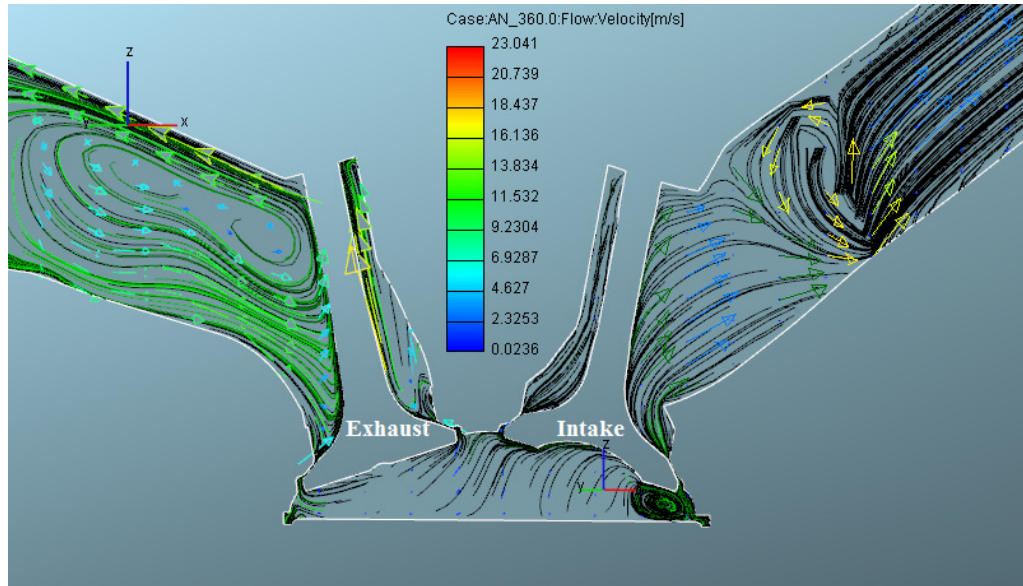 Case:AN_360.0:Flow:Velocity[m/s]
23.041
20.739
18.437
16.136
13.834
11.532
9.2304
6.9287
4.627
2.3253
0.0236
Z
Y
X
Exhaust
Intake
Z
Y